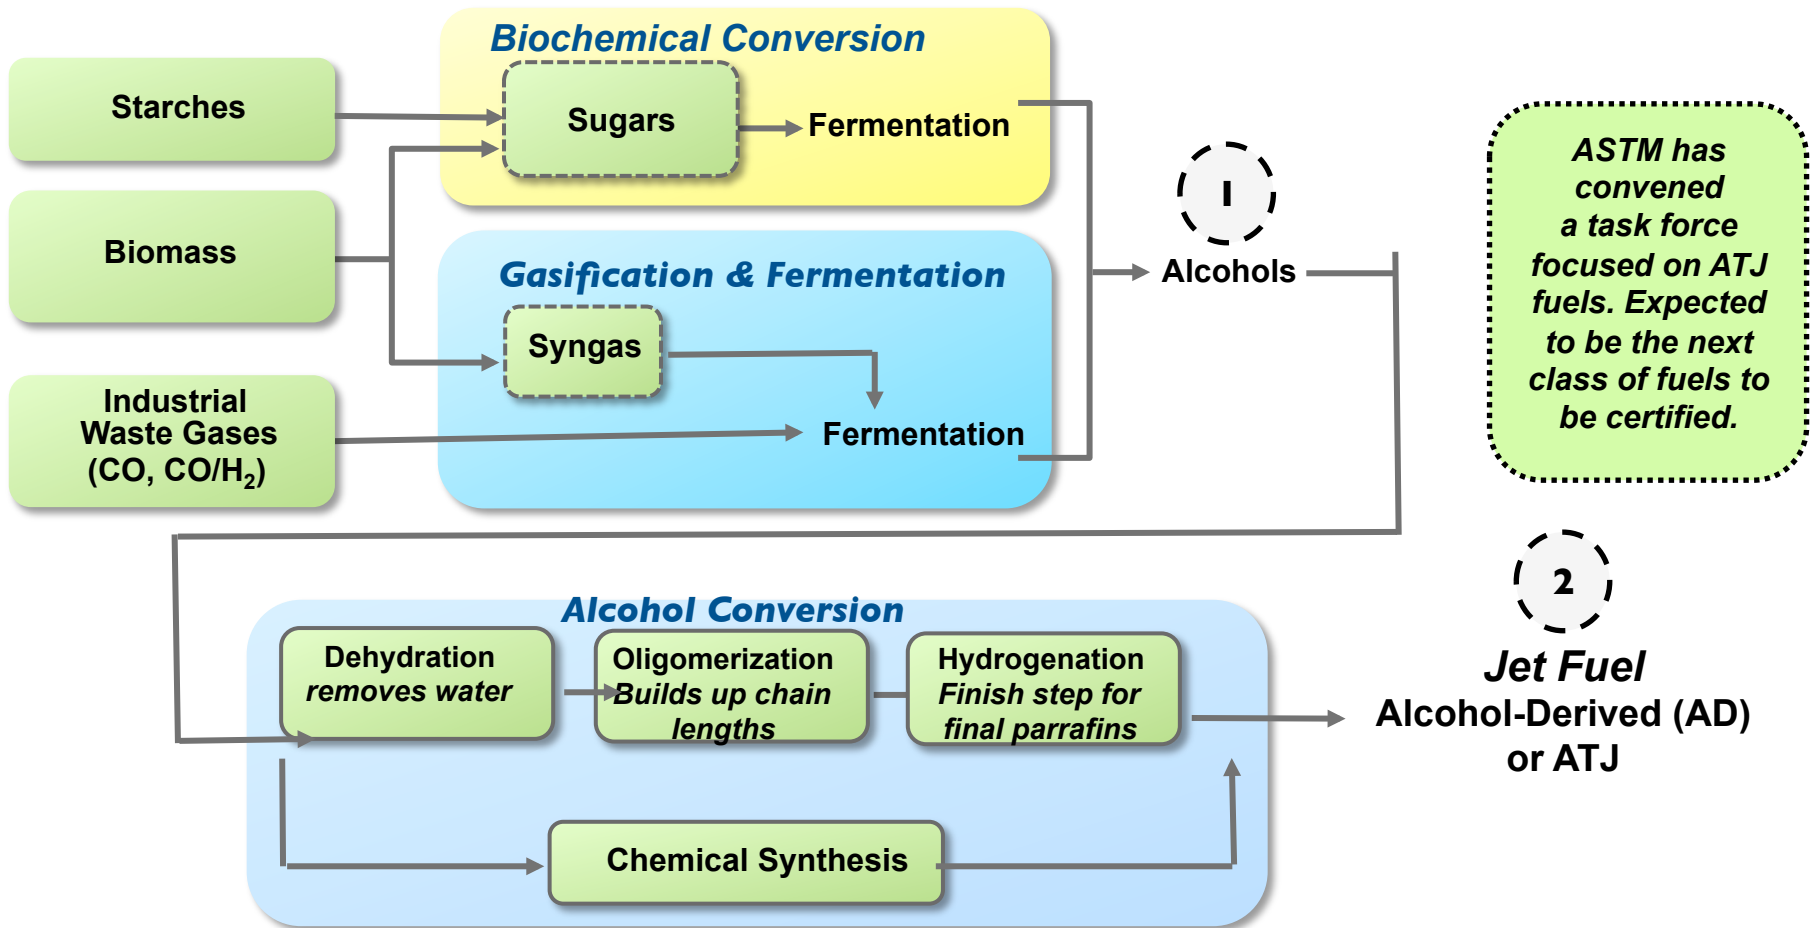 Biochemical Conversion
Starches
Sugars
Fermentation
Biomass
Gasification & Fermentation
Syngas
Fermentation
Industrial
Waste Gases
(CO, CO/H₂)
1
Alcohols
ASTM has
convened
a task force
focused on ATJ
fuels. Expected
to be the next
class of fuels to
be certified.
Alcohol Conversion
Dehydration
removes water
Oligomerization
Builds up chain
lengths
Hydrogenation
Finish step for
final parrafins
Chemical Synthesis
2
Jet Fuel
Alcohol-Derived (AD)
or ATJ